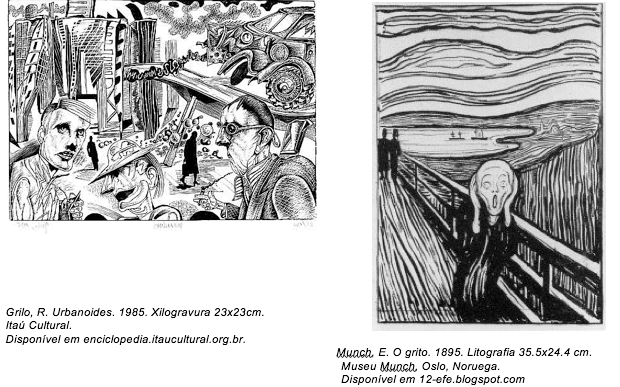 Grilo, R. Urbanoides. 1985. Xilogravura 23x23cm.
Itaú Cultural.
Disponível em enciclopedia.itaucultural.org.br.
Munch, E. O grito. 1895. Litografia 35.5x24.4 cm.
Museu Munch, Oslo, Noruega.
Disponível em 12-efe.blogspot.com